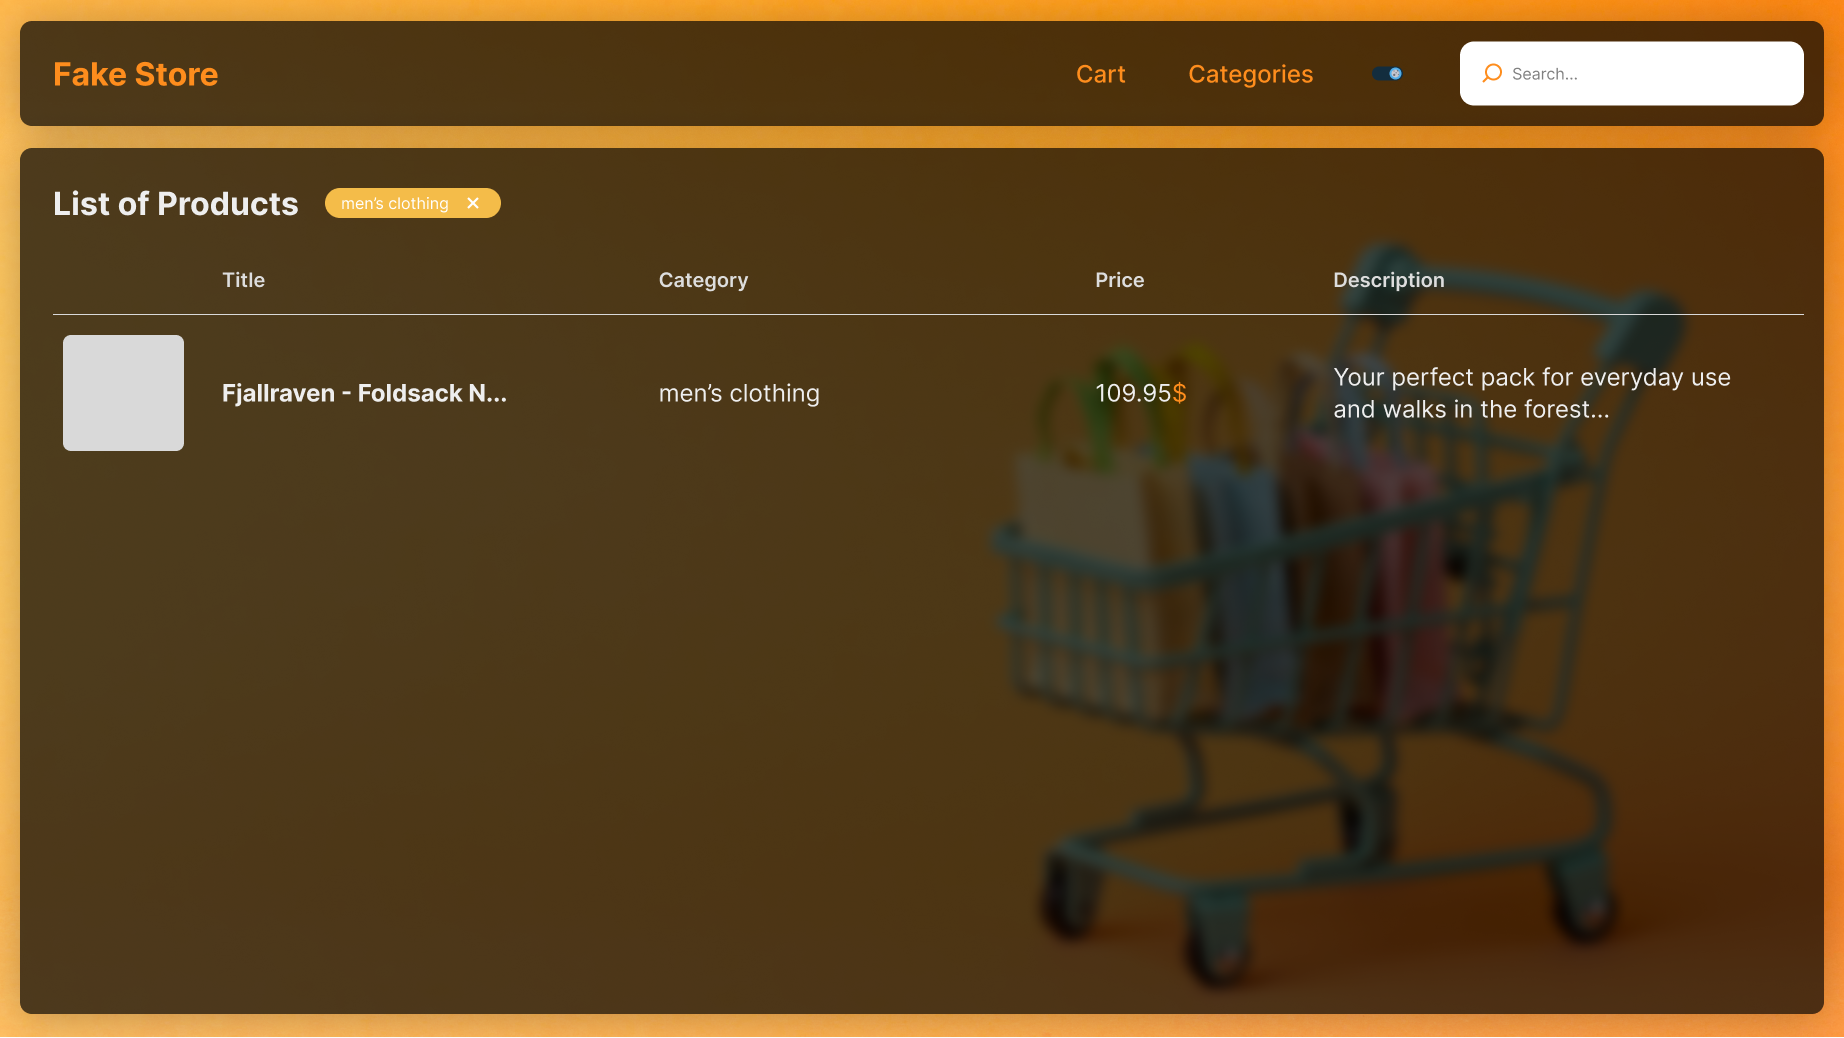 Fake Store
Cart
Categories
Search...
List of Products
men's clothing
Title
Category
Price
Description
Fjallraven - Foldsack N...
men’s clothing
109.95$
Your perfect pack for everyday use
and walks in the forest...